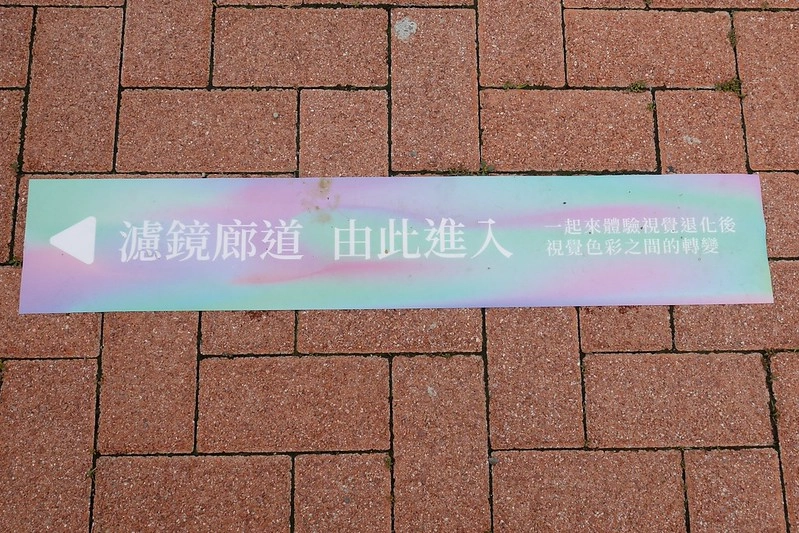 濾鏡廊道 由此進入
一起來體驗視覺退化後
視覺色彩之間的轉變